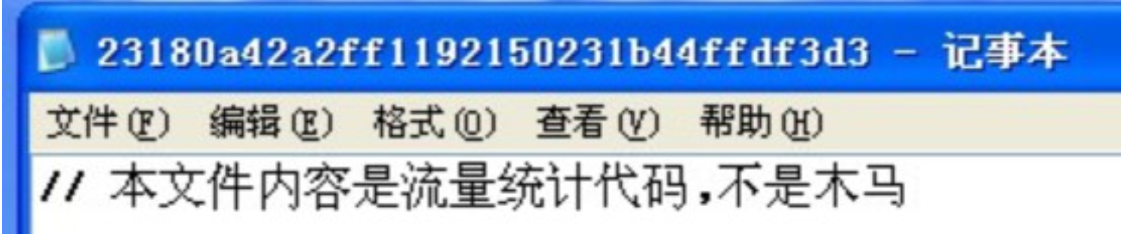 23180a42a2ff1192150231b44ffdf3d3 - 记事本
文件(F) 编辑(E) 格式(O) 查看(V) 帮助(H)
// 本文件内容是流量统计代码,不是木马